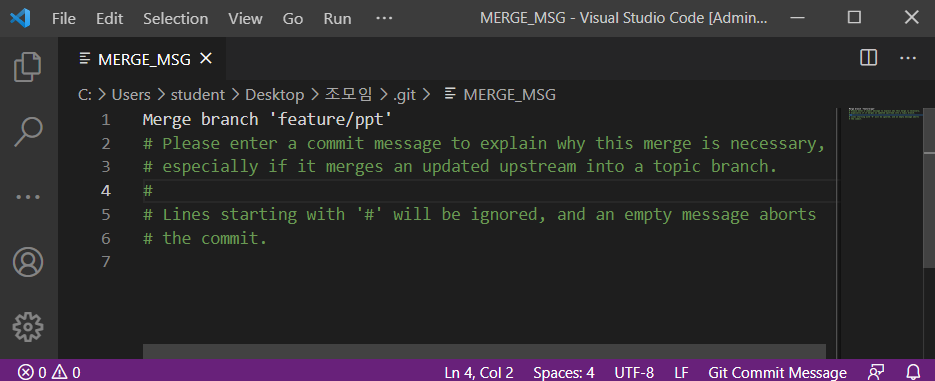 File Edit Selection View Go Run ··· MERGE_MSG - Visual Studio Code [Admin...
MERGE_MSG
C: > Users > student > Desktop > 조모임 > .git > MERGE_MSG
1 Merge branch 'feature/ppt'
2 # Please enter a commit message to explain why this merge is necessary,
3 # especially if it merges an updated upstream into a topic branch.
4 #
5 # Lines starting with '#' will be ignored, and an empty message aborts
6 # the commit.
7
0 0 Ln 4, Col 2 Spaces: 4 UTF-8 LF Git Commit Message